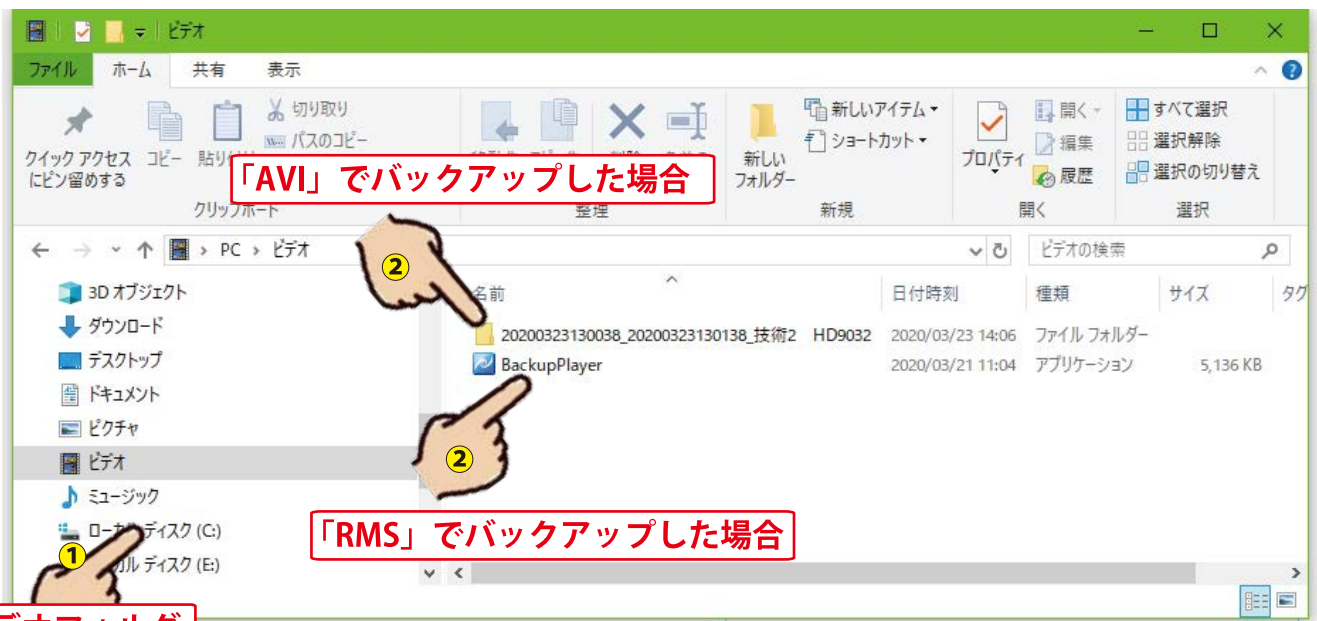 ビデオ
ファイル ホーム 共有 表示
クイック アクセス
にピン留めする
コピー
切り取り
パスのコピー
クリップボード
整理
新しい
フォルダー
新しいアイテム
ショートカット
新規
プロパティ
開く
編集
履歴
開く
すべて選択
選択解除
選択の切り替え
選択
「AVI」でバックアップした場合
PC › ビデオ
ビデオの検索
②
名前 日付時刻 種類 サイズ タグ
3D オブジェクト
ダウンロード
デスクトップ
ドキュメント
ピクチャ
ビデオ
ミュージック
ディスク (C:)
ディスク (E:)
20200323130038_20200323130138_技術2 HD9032 2020/03/23 14:06 ファイル フォルダー
BackupPlayer 2020/03/21 11:04 アプリケーション 5,136 KB
②
「RMS」でバックアップした場合
①